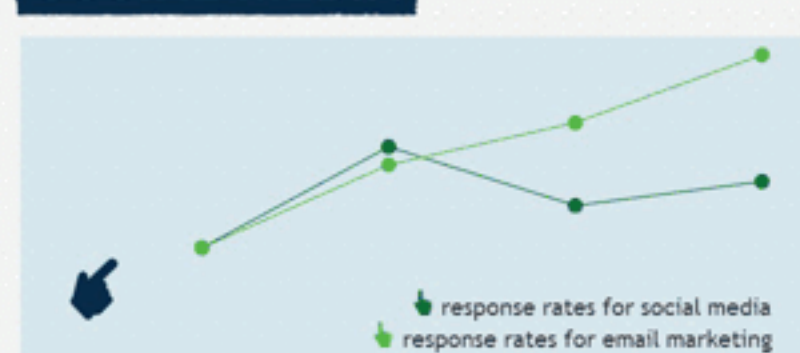 response rates for social media
response rates for email marketing